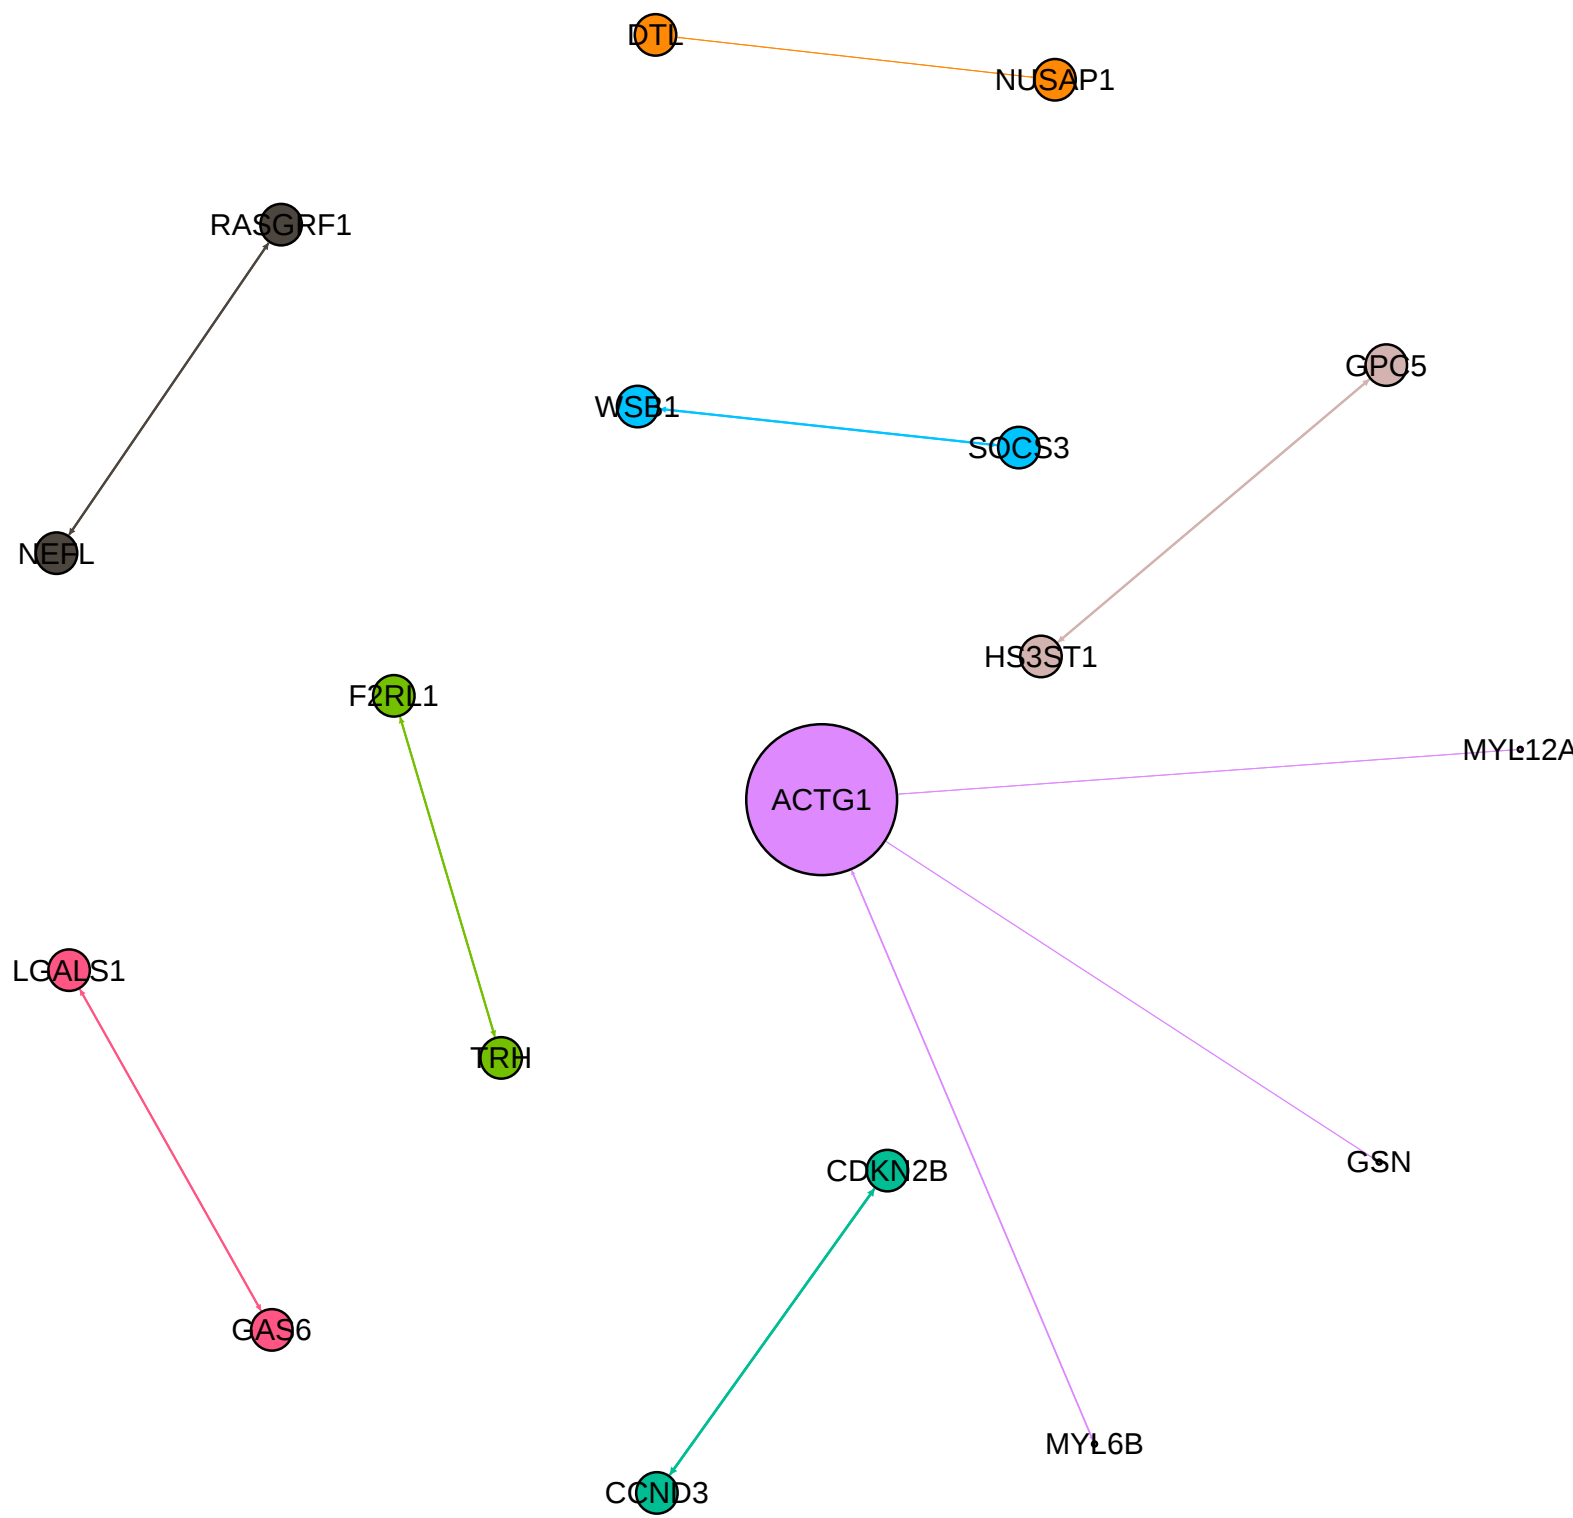 DTL
NUSAP1
RASGRF1
GPC5
WSB1
SOCS3
NEFL
HS3ST1
F2RL1
MYL12A
ACTG1
LGALS1
TRH
GSN
CDKN2B
GAS6
MYL6B
CCND3